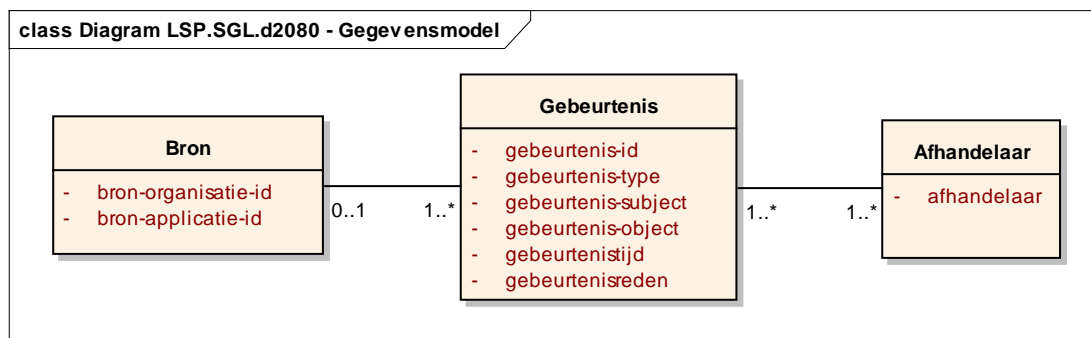 class Diagram LSP.SGL.d2080 - Gegevensmodel
Bron
- bron-organisatie-id
- bron-applicatie-id
0..1
1..*
Gebeurtenis
- gebeurtenis-id
- gebeurtenis-type
- gebeurtenis-subject
- gebeurtenis-object
- gebeurtenistijd
- gebeurtenisreden
1..*
1..*
Afhandelaar
- afhandelaar